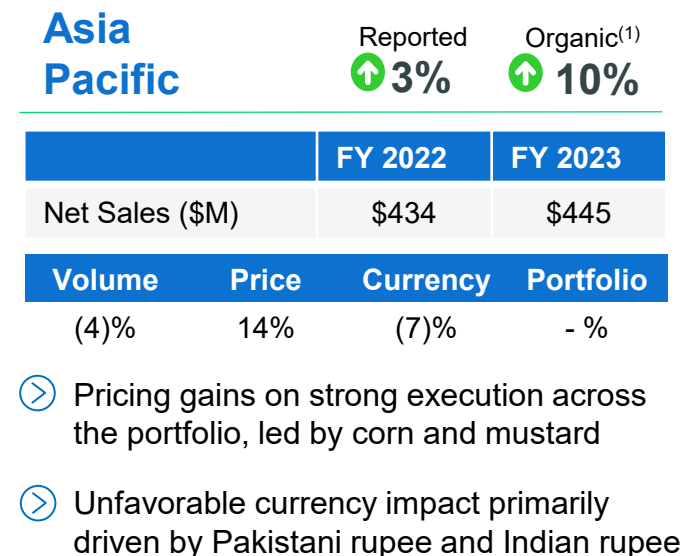 Asia
Pacific
Reported Organic(1)
3% 10%
FY 2022 FY 2023
Net Sales ($M) $434 $445
Volume Price Currency Portfolio
(4)% 14% (7)% - %
Pricing gains on strong execution across
the portfolio, led by corn and mustard
Unfavorable currency impact primarily
driven by Pakistani rupee and Indian rupee